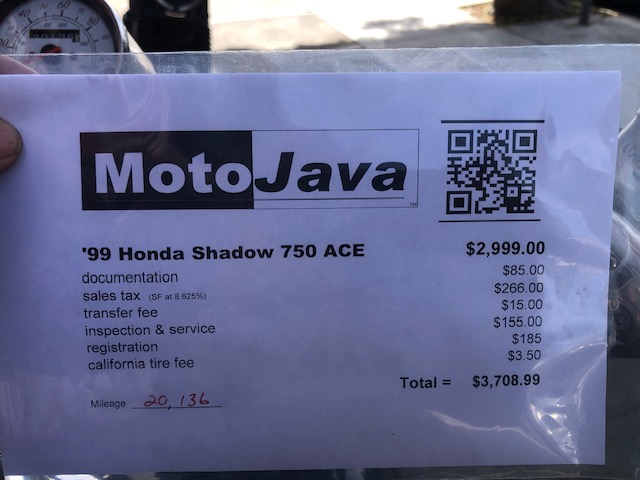 MotoJava
TM
'99 Honda Shadow 750 ACE $2,999.00
documentation $85.00
sales tax (SF at 8.625%) $266.00
transfer fee $15.00
inspection & service $155.00
registration $185
california tire fee $3.50
Total = $3,708.99
Mileage 20,136